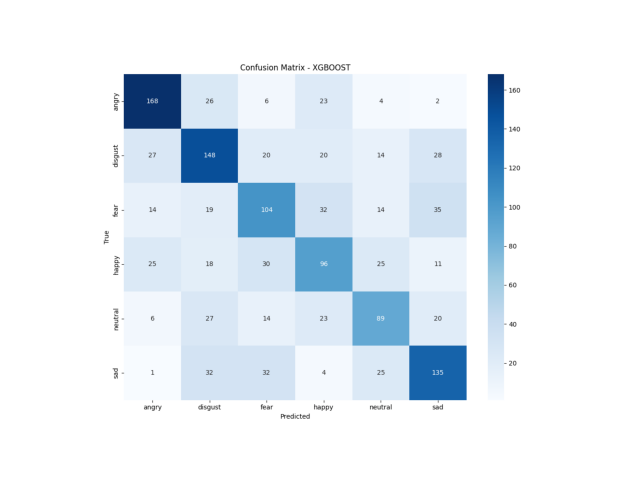 Confusion Matrix - XGBOOST
angry 168 26 6 23 4 2
disgust 27 148 20 20 14 28
fear 14 19 104 32 14 35
happy 25 18 30 96 25 11
neutral 6 27 14 23 89 20
sad 1 32 32 4 25 135
True
angry disgust fear happy neutral sad
Predicted
160
140
120
100
80
60
40
20